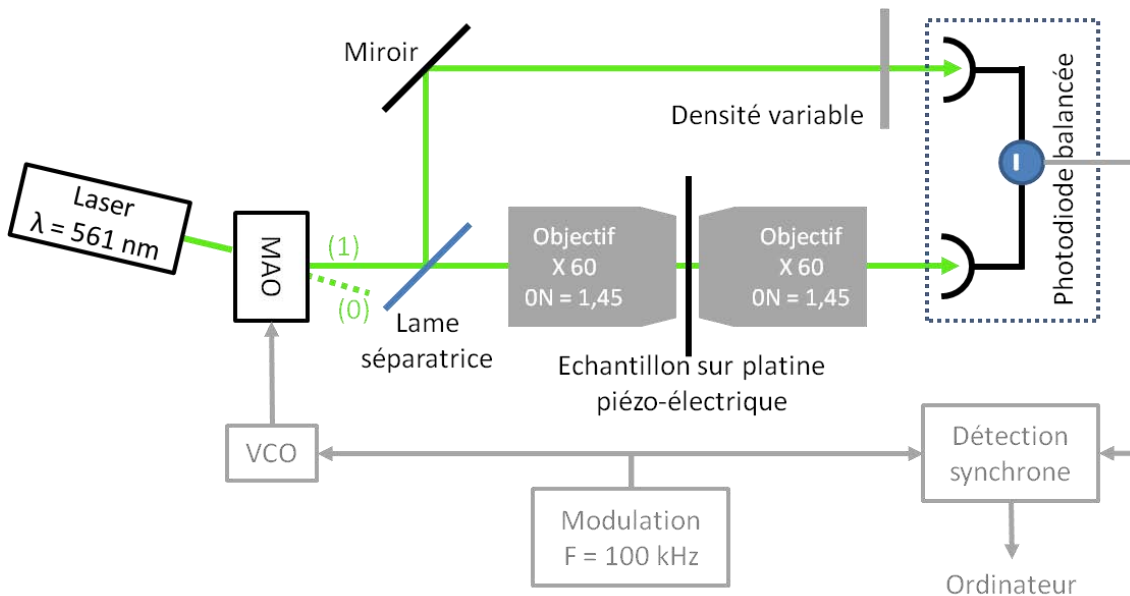 Miroir
Densité variable
Photodiode balancée
Laser
λ = 561 nm
MAO
(1)
(0)
Lame
séparatrice
Objectif
X 60
0N = 1,45
Objectif
X 60
0N = 1,45
Echantillon sur platine
piézo-électrique
VCO
Modulation
F = 100 kHz
Détection
synchrone
Ordinateur